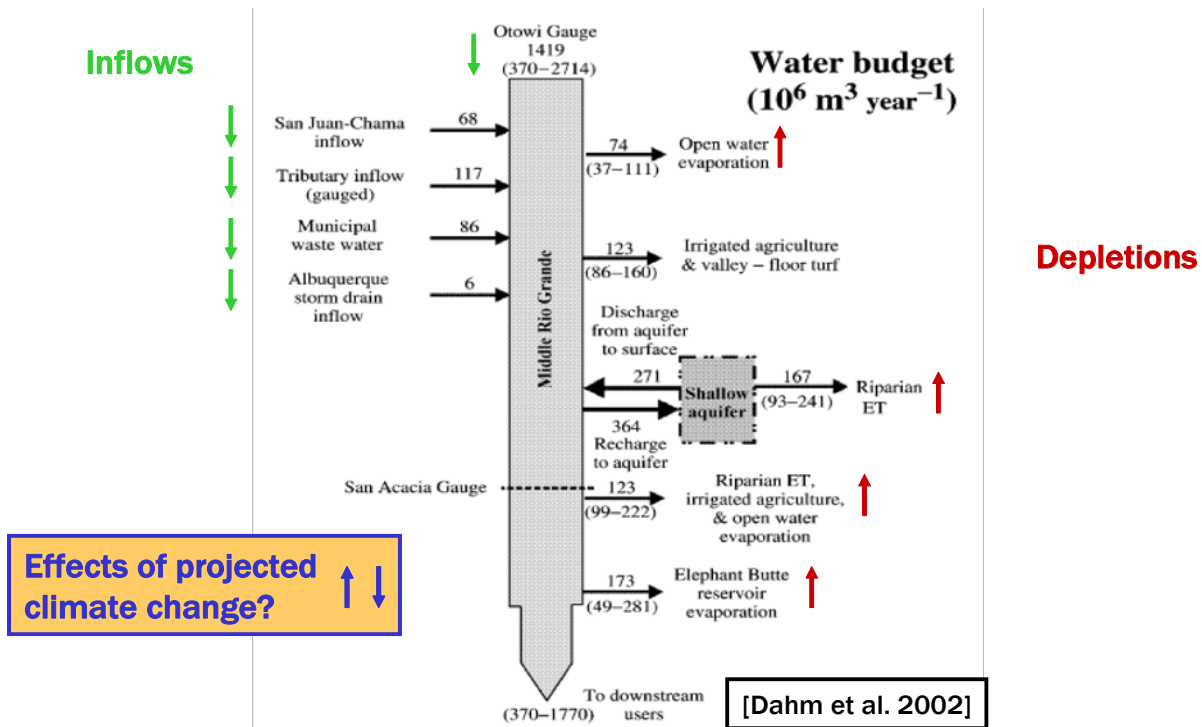 Otowi Gauge
1419
(370–2714)
Inflows
Water budget
(10⁶ m³ year⁻¹)
San Juan-Chama
inflow
68
74
(37–111)
Open water
evaporation
Tributary inflow
(gauged)
117
Municipal
waste water
86
123
(86–160)
Irrigated agriculture
& valley – floor turf
Depletions
Albuquerque
storm drain
inflow
6
Middle Rio Grande
Discharge
from aquifer
to surface
271
Shallow
aquifer
167
(93–241)
Riparian
ET
364
Recharge
to aquifer
San Acacia Gauge
123
(99–222)
Riparian ET,
irrigated agriculture,
& open water
evaporation
Effects of projected
climate change?
173
(49–281)
Elephant Butte
reservoir
evaporation
(370–1770)
To downstream
users
[Dahm et al. 2002]